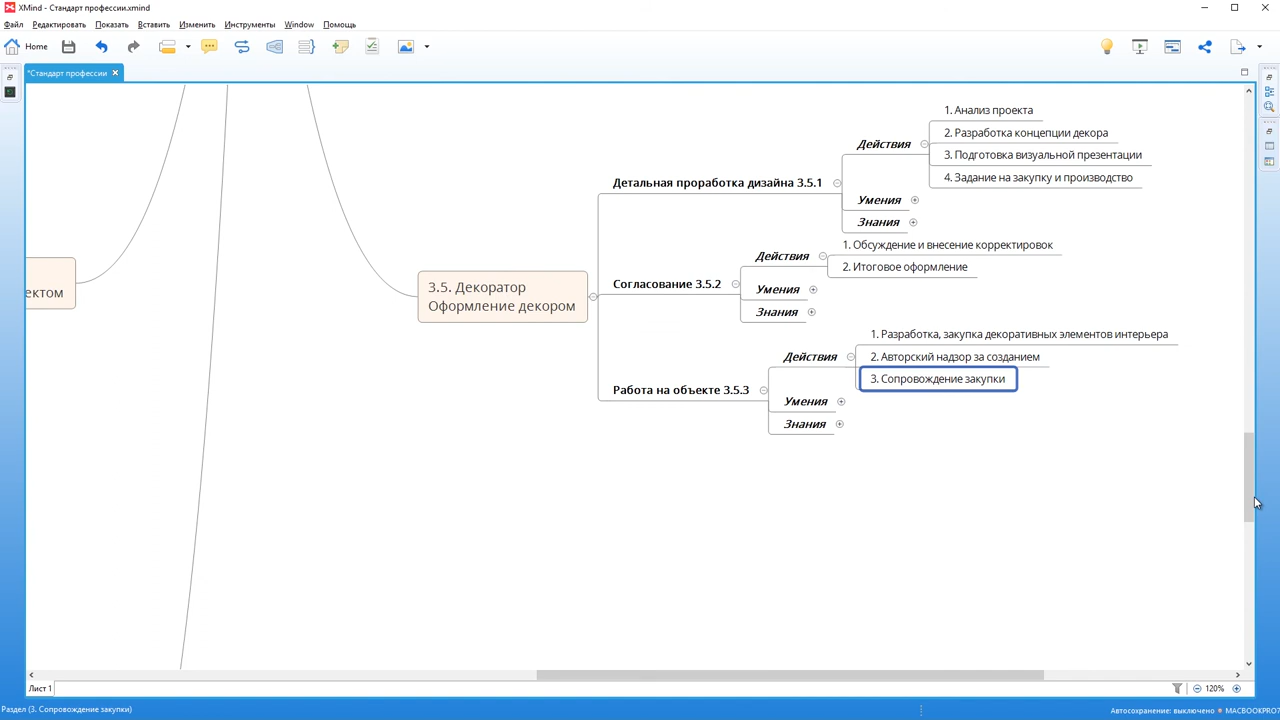 XMind - Стандарт профессии.xmind
Файл Редактировать Показать Вставить Изменить Инструменты Window Помощь
Home
*Стандарт профессии
1. Анализ проекта
2. Разработка концепции декора
3. Подготовка визуальной презентации
4. Задание на закупку и производство
Действия
Детальная проработка дизайна 3.5.1
Умения
Знания
1. Обсуждение и внесение корректировок
2. Итоговое оформление
Действия
Согласование 3.5.2
Умения
Знания
ектом
3.5. Декоратор
Оформление декором
1. Разработка, закупка декоративных элементов интерьера
2. Авторский надзор за созданием
3. Сопровождение закупки
Действия
Работа на объекте 3.5.3
Умения
Знания
Лист 1
120%
Раздел (3. Сопровождение закупки)
Автосохранение: выключено
MACBOOKPRO7